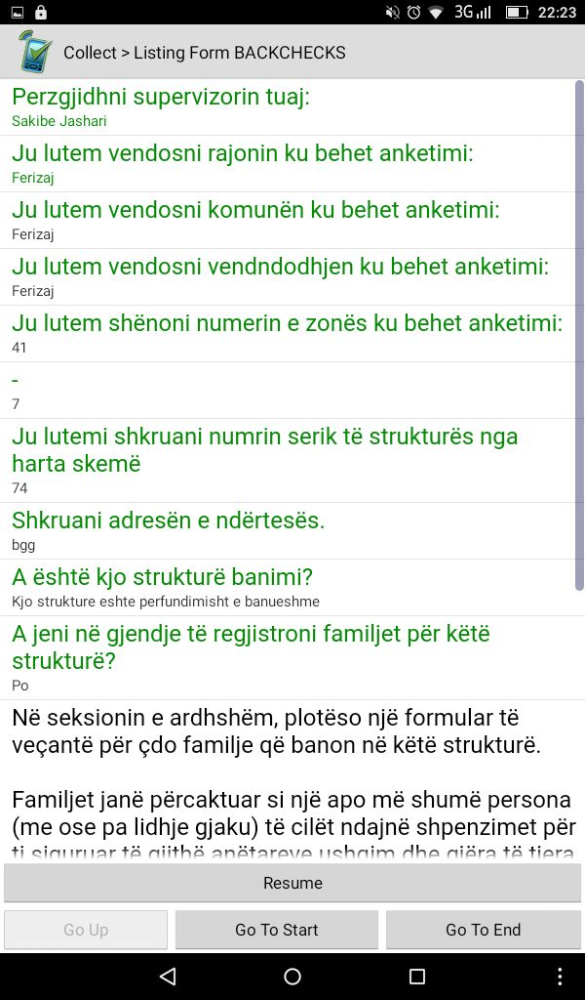 3G 22:23
Collect > Listing Form BACKCHECKS
Perzgjidhni supervizorin tuaj:
Sakibe Jashari
Ju lutem vendosni rajonin ku behet anketimi:
Ferizaj
Ju lutem vendosni komunën ku behet anketimi:
Ferizaj
Ju lutem vendosni vendndodhjen ku behet anketimi:
Ferizaj
Ju lutem shënoni numerin e zonës ku behet anketimi:
41
-
7
Ju lutemi shkruani numrin serik të strukturës nga
harta skemë
74
Shkruani adresën e ndërtesës.
bgg
A është kjo strukturë banimi?
Kjo strukture eshte perfundimisht e banueshme
A jeni në gjendje të regjistroni familjet për këtë
strukturë?
Po
Në seksionin e ardhshëm, plotëso një formular të
veçantë për çdo familje që banon në këtë strukturë.
Familjet janë përcaktuar si një apo më shumë persona
(me ose pa lidhje gjaku) të cilët ndajnë shpenzimet për
ti siguruar të gjithë anëtareve ushqim dhe gjëra të tjera
Resume
Go Up
Go To Start
Go To End